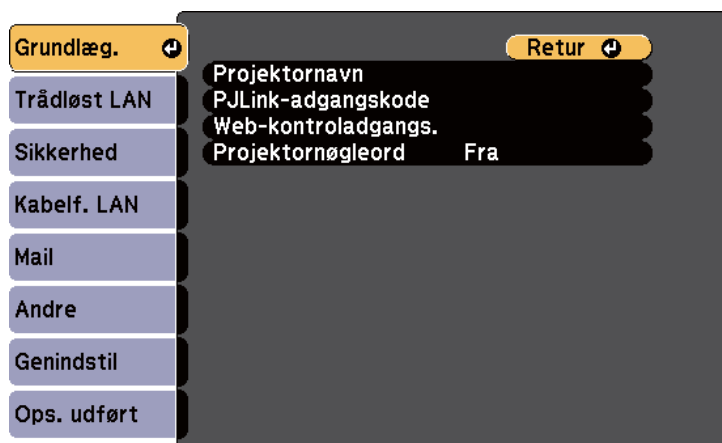 Grundlæg.
Trådløst LAN
Sikkerhed
Kabelf. LAN
Mail
Andre
Genindstil
Ops. udført
Retur
Projektornavn
PJLink-adgangskode
Web-kontroladgangs.
Projektornøgleord Fra